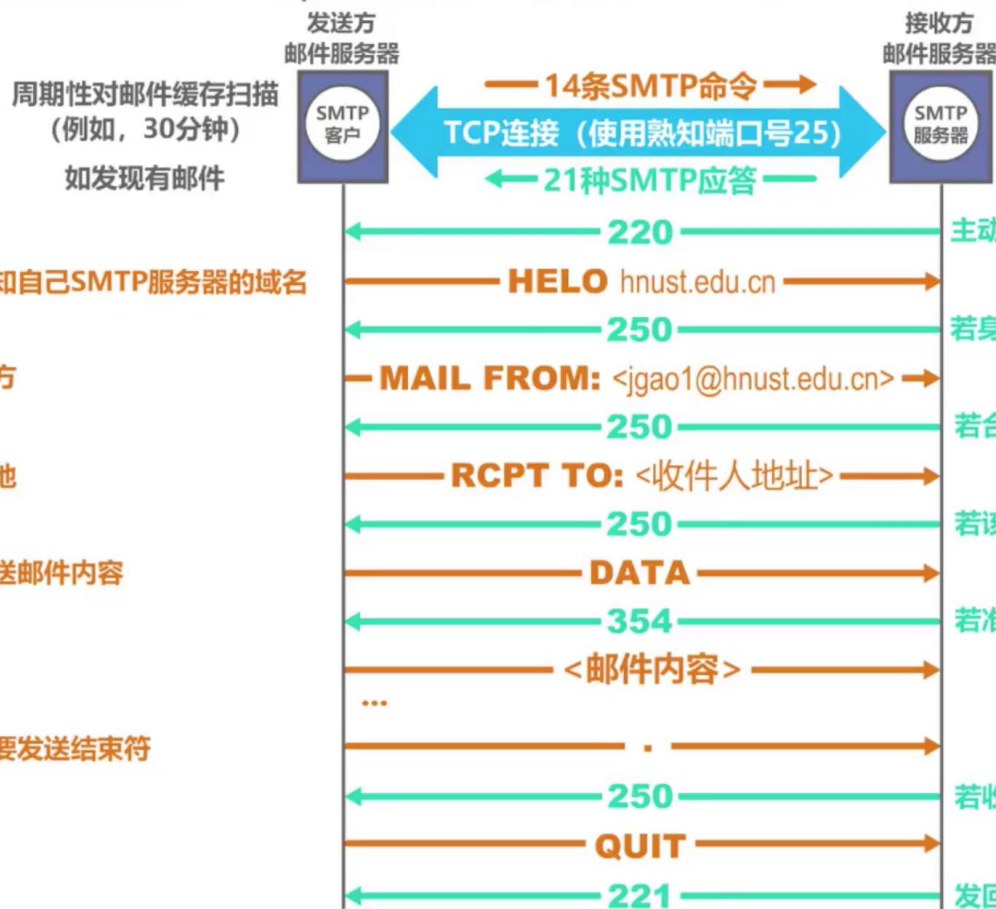 发送方
邮件服务器
接收方
邮件服务器
周期性对邮件缓存扫描
(例如，30分钟)
如发现有邮件
SMTP
客户
14条SMTP命令
TCP连接（使用熟知端口号25）
21种SMTP应答
SMTP
服务器
220
主动
知自己SMTP服务器的域名
HELO hnust.edu.cn
250
若身
方
MAIL FROM: <jgao1@hnust.edu.cn>
250
若合
地
RCPT TO: <收件人地址>
250
若该
送邮件内容
DATA
354
若准
<邮件内容>
...
要发送结束符
.
250
若收
QUIT
221
发回